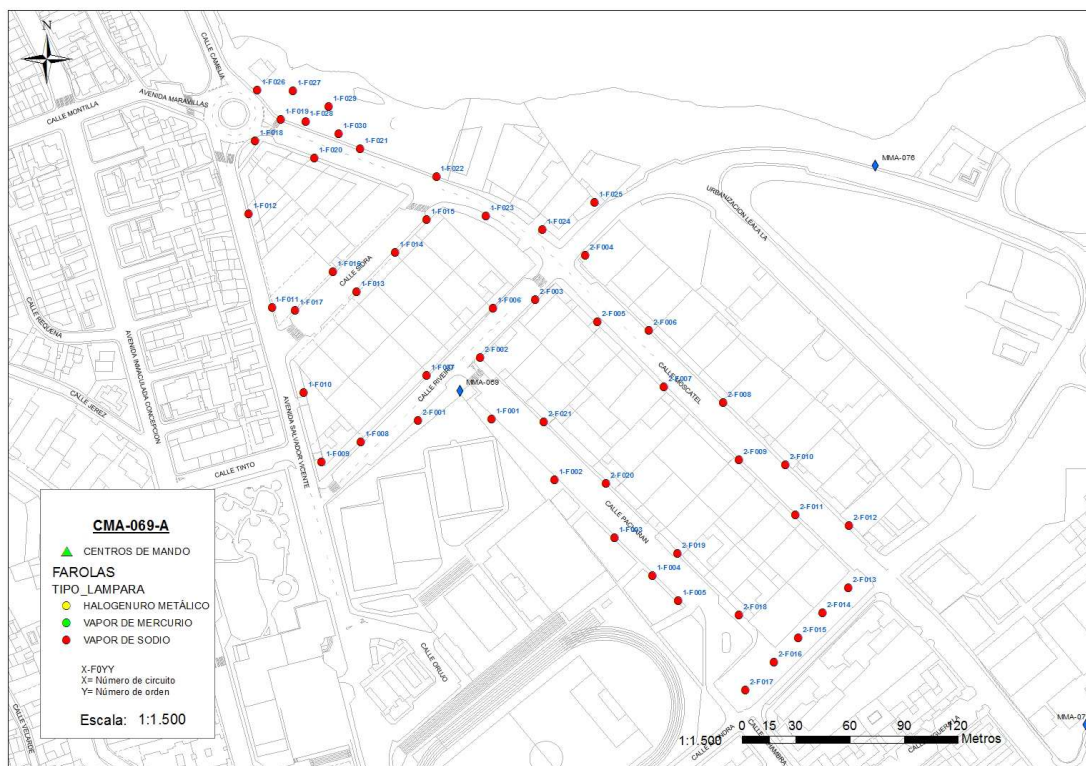 N
CALLE CAMELIA
AVENIDA MARAVILLAS
CALLE MONTILLA
1-F026
1-F027
1-F029
1-F019
1-F028
1-F030
1-F018
1-F021
1-F020
MMA-076
1-F022
URBANIZACION LEALA LA
1-F025
1-F012
1-F015
1-F023
1-F024
1-F014
2-F004
1-F016
CALLE SIDRA
1-F013
2-F003
1-F011
1-F017
1-F006
CALLE REQUENA
2-F005
2-F006
AVENIDA INMACULADA CONCEPCION
2-F002
1-F007
CALLE MOSCATEL
2-F007
MMA-069
1-F010
2-F008
CALLE JEREZ
AVENIDA SALVADOR VICENTE
2-F001
1-F001
2-F021
1-F008
1-F009
2-F009
2-F010
CALLE TINTO
1-F002
2-F020
2-F011
2-F012
CALLE PACHARAN
1-F003
2-F019
1-F004
2-F013
1-F005
2-F014
2-F018
2-F015
2-F016
2-F017
CALLE ORUJO
CALLE VELARDE
CMA-069-A
CENTROS DE MANDO
FAROLAS
TIPO_LAMPARA
HALOGENURO METÁLICO
VAPOR DE MERCURIO
VAPOR DE SODIO
X-F0YY
X= Número de circuito
Y= Número de orden
Escala: 1:1.500
1:1.500
0 15 30 60 90 120
Metros